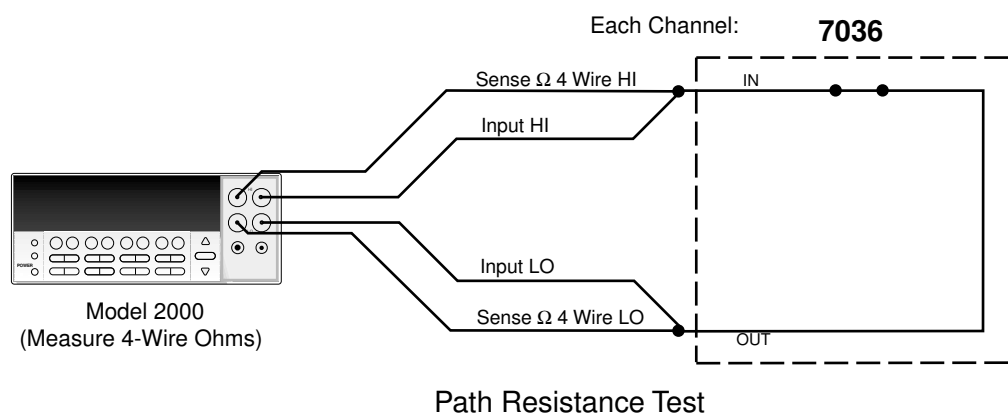 Each Channel:
7036
Sense Ω 4 Wire HI
IN
Input HI
HI
POWER
Input LO
Model 2000
(Measure 4-Wire Ohms)
Sense Ω 4 Wire LO
OUT
Path Resistance Test